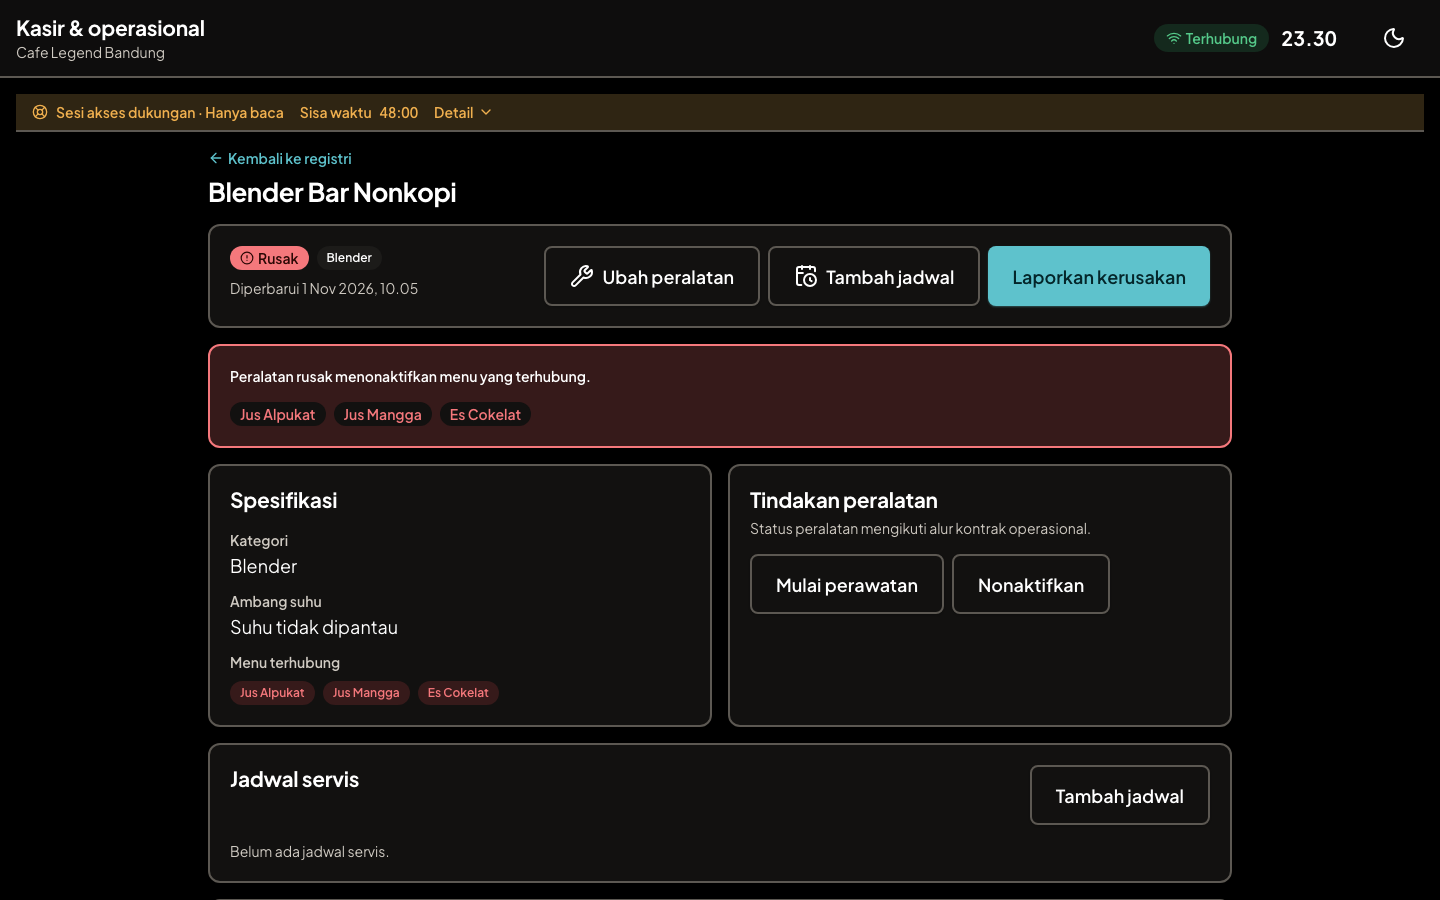 Kasir & operasional
Cafe Legend Bandung
Terhubung
23.30
Sesi akses dukungan · Hanya baca
Sisa waktu 48:00
Detail
Kembali ke registri
Blender Bar Nonkopi
Rusak
Blender
Diperbarui 1 Nov 2026, 10.05
Ubah peralatan
Tambah jadwal
Laporkan kerusakan
Peralatan rusak menonaktifkan menu yang terhubung.
Jus Alpukat
Jus Mangga
Es Cokelat
Spesifikasi
Kategori
Blender
Ambang suhu
Suhu tidak dipantau
Menu terhubung
Jus Alpukat
Jus Mangga
Es Cokelat
Tindakan peralatan
Status peralatan mengikuti alur kontrak operasional.
Mulai perawatan
Nonaktifkan
Jadwal servis
Tambah jadwal
Belum ada jadwal servis.